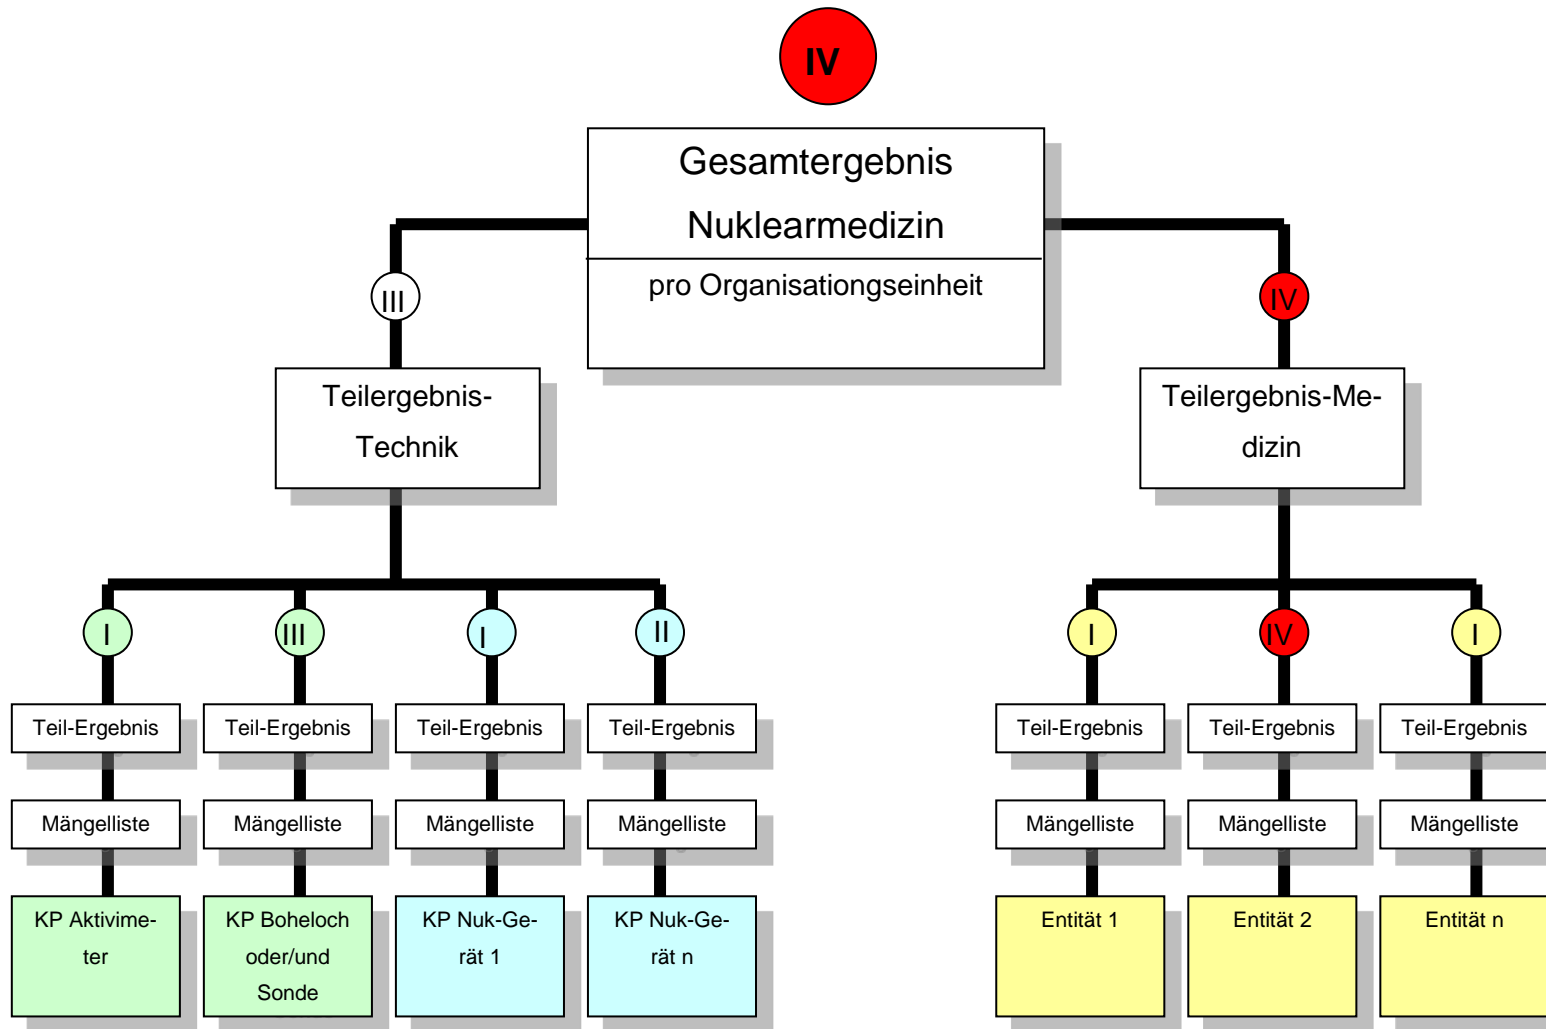 IV
Gesamtergebnis
Nuklearmedizin
pro Organisationgseinheit
III
IV
Teilergebnis-
Technik
Teilergebnis-Me-
dizin
I
III
I
II
I
IV
I
Teil-Ergebnis
Teil-Ergebnis
Teil-Ergebnis
Teil-Ergebnis
Teil-Ergebnis
Teil-Ergebnis
Teil-Ergebnis
Mängelliste
Mängelliste
Mängelliste
Mängelliste
Mängelliste
Mängelliste
Mängelliste
KP Aktivime-
ter
KP Boheloch
oder/und
Sonde
KP Nuk-Ge-
rät 1
KP Nuk-Ge-
rät n
Entität 1
Entität 2
Entität n